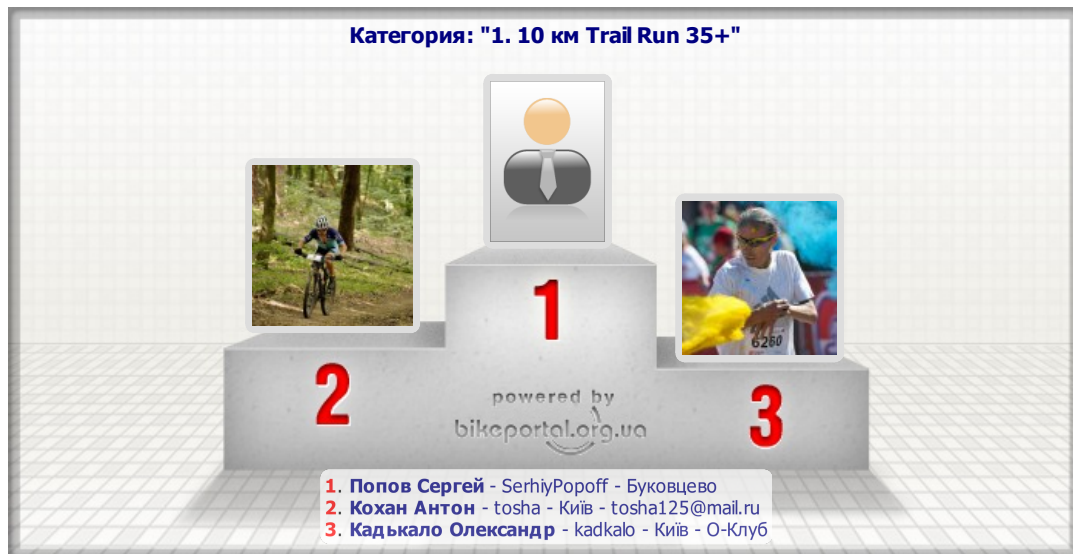 Категория: "1. 10 км Trail Run 35+"
1
2
3
6260
powered by
bikeportal.org.ua
1. Попов Сергей - SerhiyPopoff - Буковцево
2. Кохан Антон - tosha - Київ - tosha125@mail.ru
3. Кадькало Олександр - kadkalo - Київ - О-Клуб